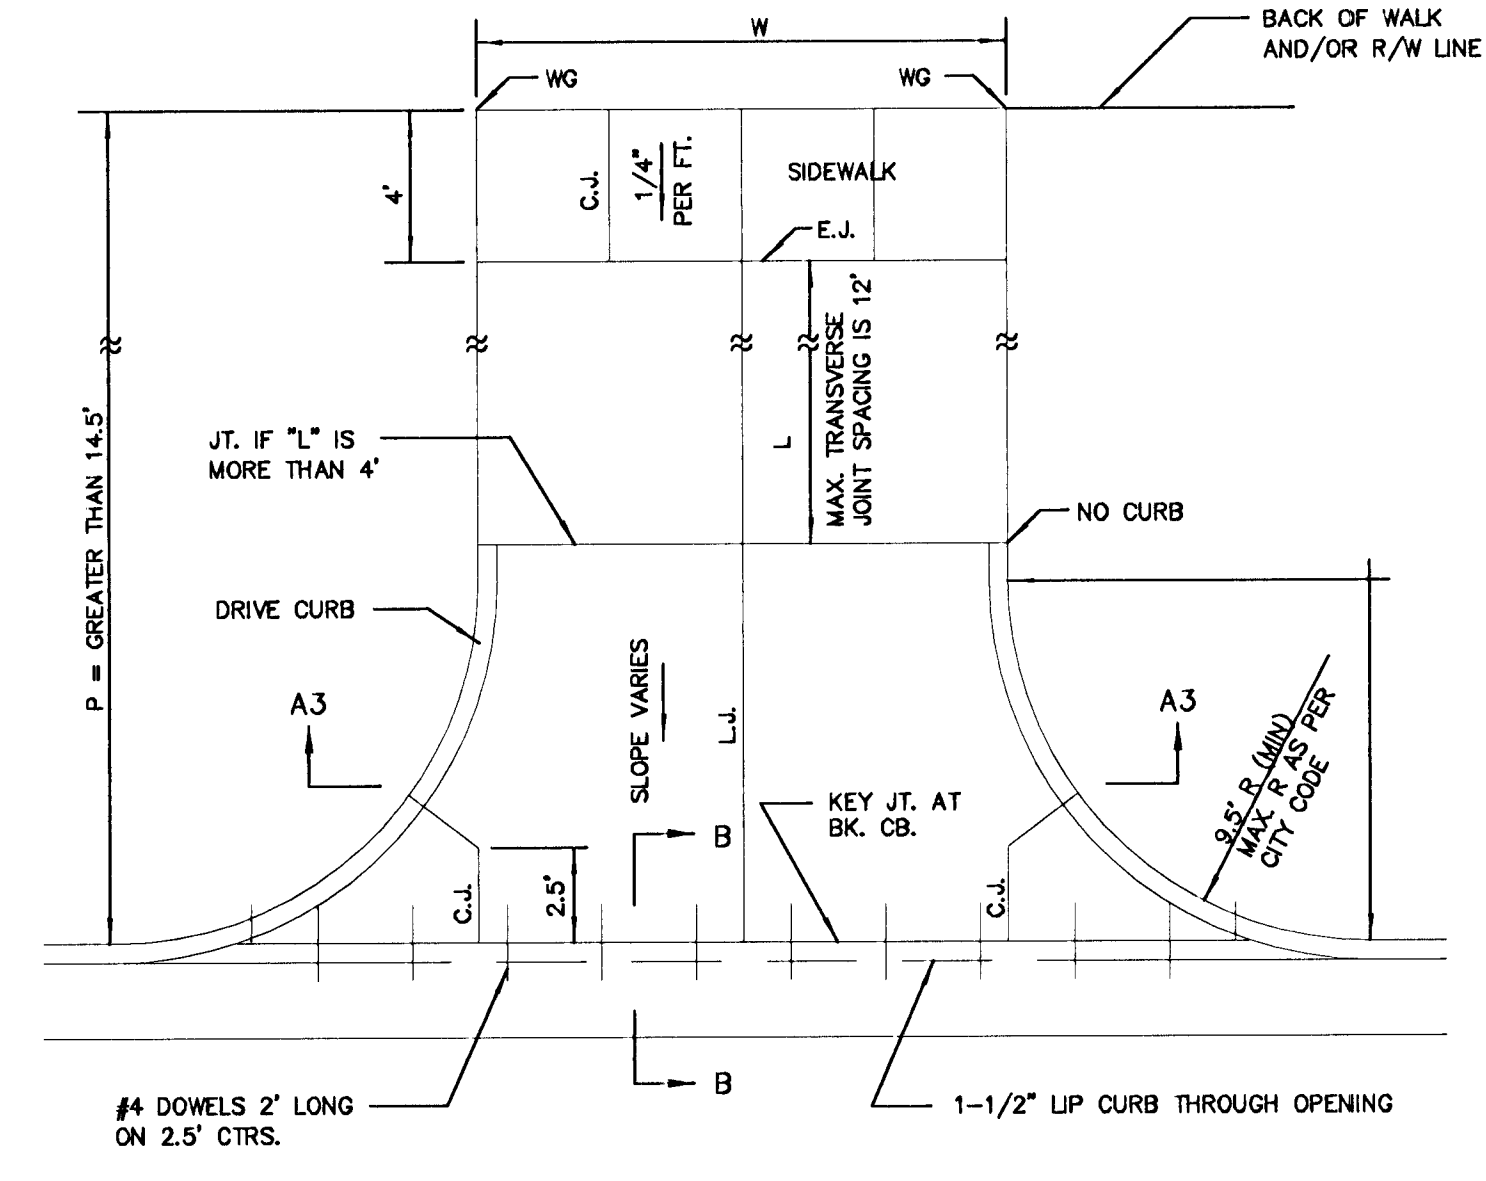 W
BACK OF WALK
AND/OR R/W LINE
WG
WG
4'
C.J.
1/4"
PER FT.
SIDEWALK
E.J.
MAX. TRANSVERSE
JOINT SPACING IS 12'
L
P = GREATER THAN 14.5'
JT. IF "L" IS
MORE THAN 4'
NO CURB
DRIVE CURB
SLOPE VARIES
L.J.
A3
A3
9.5' R (MIN)
MAX. R AS PER
CITY CODE
KEY JT. AT
BK. CB.
B
C.J.
2.5'
C.J.
B
#4 DOWELS 2' LONG
ON 2.5' CTRS.
1-1/2" LIP CURB THROUGH OPENING